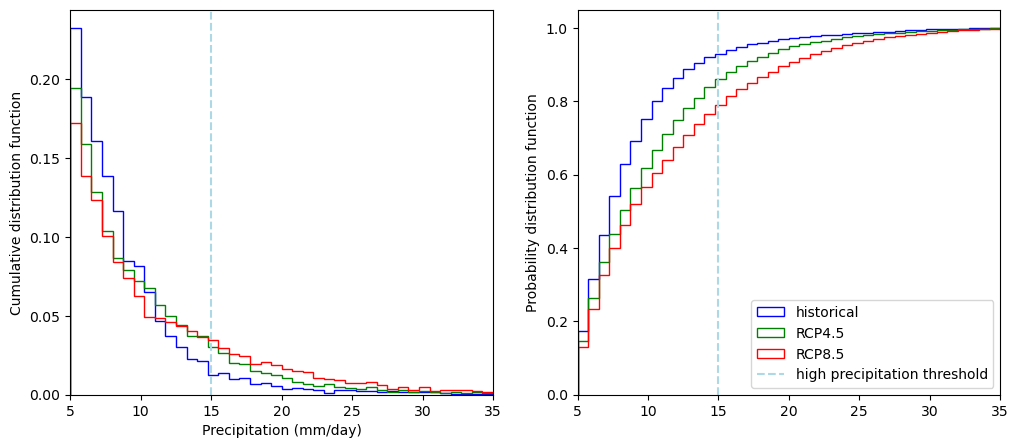 Cumulative distribution function
0.20
0.15
0.10
0.05
0.00
5 10 15 20 25 30 35
Precipitation (mm/day)
Probability distribution function
1.0
0.8
0.6
0.4
0.2
0.0
5 10 15 20 25 30 35
historical
RCP4.5
RCP8.5
high precipitation threshold